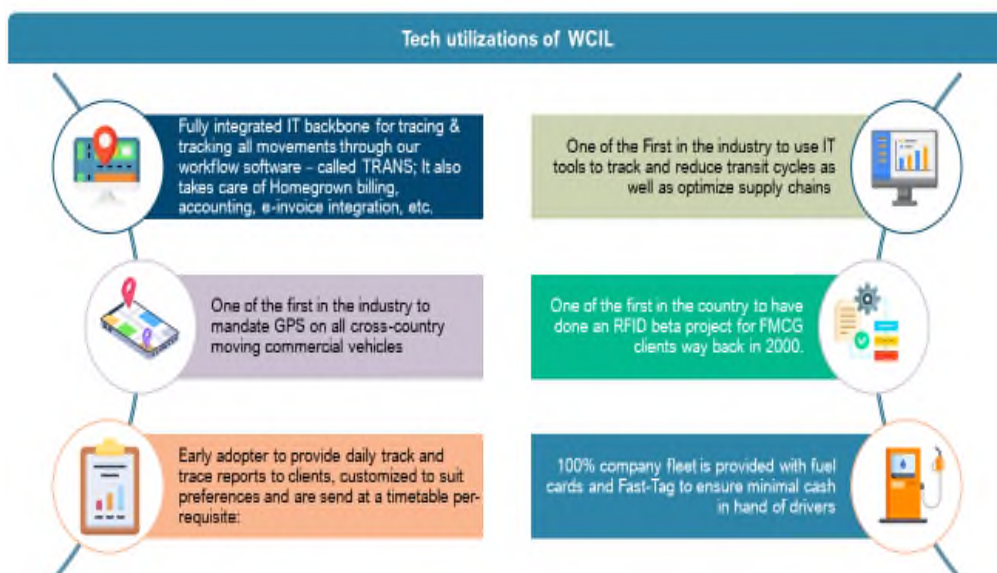 Tech utilizations of WCIL
Fully integrated IT backbone for tracing &
tracking all movements through our
workflow software – called TRANS; It also
takes care of Homegrown billing,
accounting, e-invoice integration, etc.
One of the First in the industry to use IT
tools to track and reduce transit cycles as
well as optimize supply chains
One of the first in the industry to
mandate GPS on all cross-country
moving commercial vehicles
One of the first in the country to have
done an RFID beta project for FMCG
clients way back in 2000.
Early adopter to provide daily track and
trace reports to clients, customized to suit
preferences and are send at a timetable per-
requisite:
100% company fleet is provided with fuel
cards and Fast-Tag to ensure minimal cash
in hand of drivers